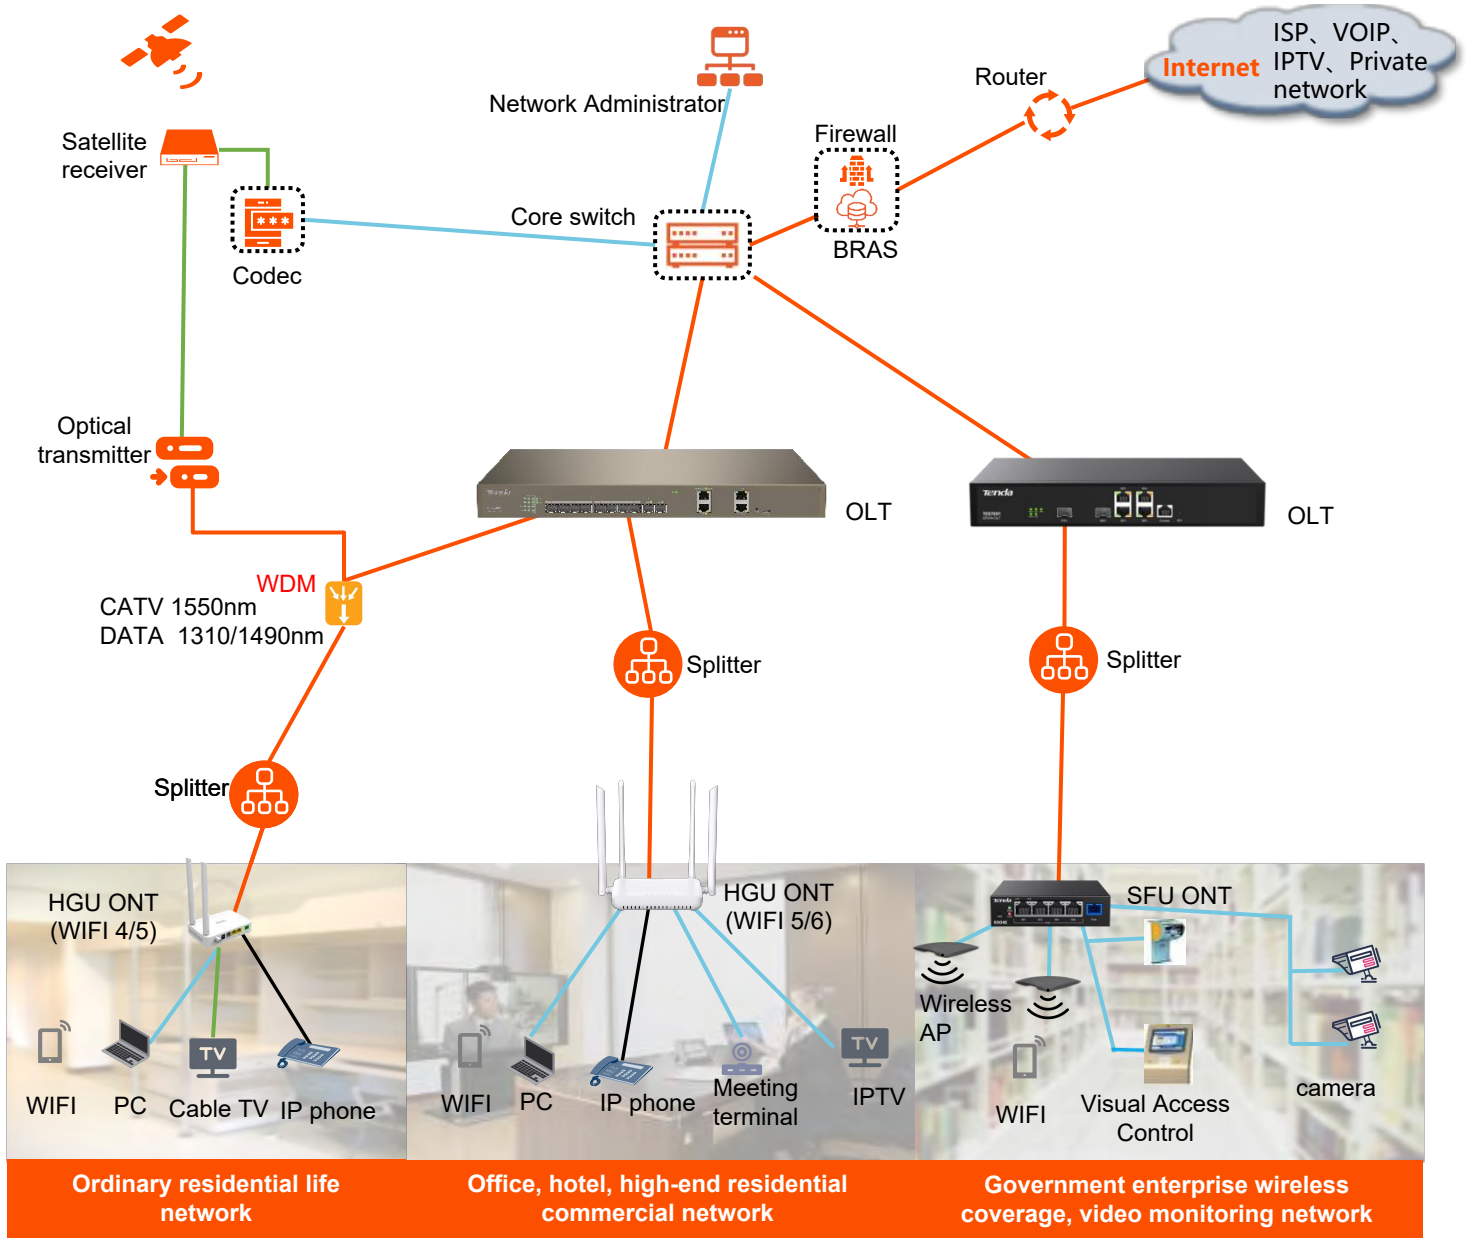 ISP、VOIP、
Internet IPTV、Private
network
Router
Network Administrator
Firewall
Satellite
receiver
Core switch
BRAS
Codec
Optical
transmitter
Tenda
OLT
Tenda
OLT
WDM
CATV 1550nm
DATA 1310/1490nm
Splitter
Splitter
Splitter
HGU ONT
(WIFI 4/5)
HGU ONT
(WIFI 5/6)
Tenda
SFU ONT
Wireless
AP
TV
TV
WIFI
PC
Cable TV
IP phone
WIFI
PC
IP phone
Meeting
terminal
IPTV
WIFI
Visual Access
Control
camera
Ordinary residential life
network
Office, hotel, high-end residential
commercial network
Government enterprise wireless
coverage, video monitoring network